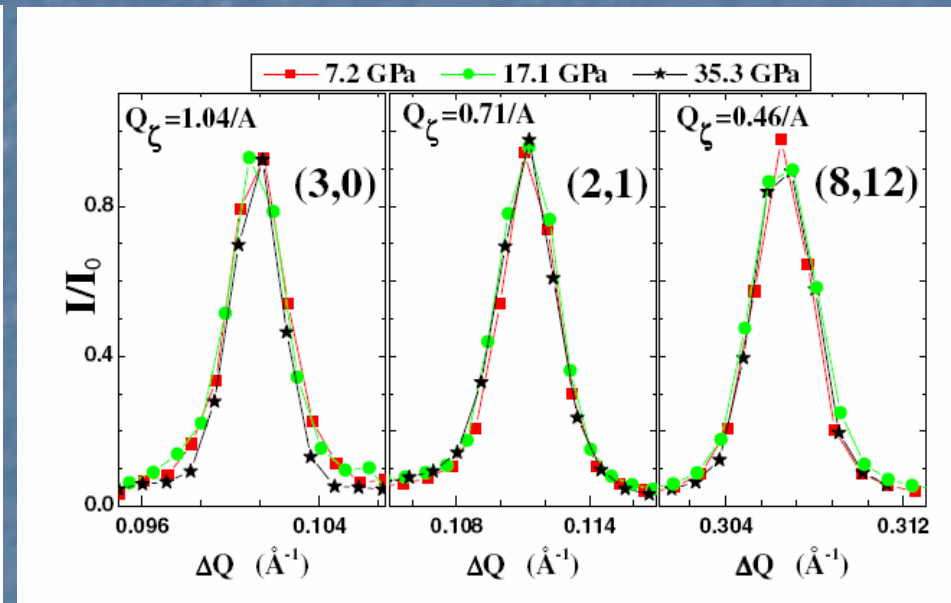 7.2 GPa 17.1 GPa 35.3 GPa
Qζ=1.04/A Qζ=0.71/A Qζ=0.46/A
(3,0) (2,1) (8,12)
0.8
I/I₀
0.4
0.0
0.096 0.104 0.108 0.114 0.304 0.312
ΔQ (Å⁻¹) ΔQ (Å⁻¹) ΔQ (Å⁻¹)